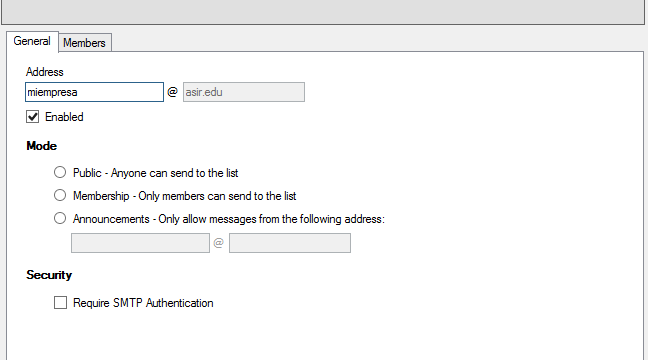 General Members
Address
miempresa @ asir.edu
Enabled
Mode
Public - Anyone can send to the list
Membership - Only members can send to the list
Announcements - Only allow messages from the following address:
@
Security
Require SMTP Authentication